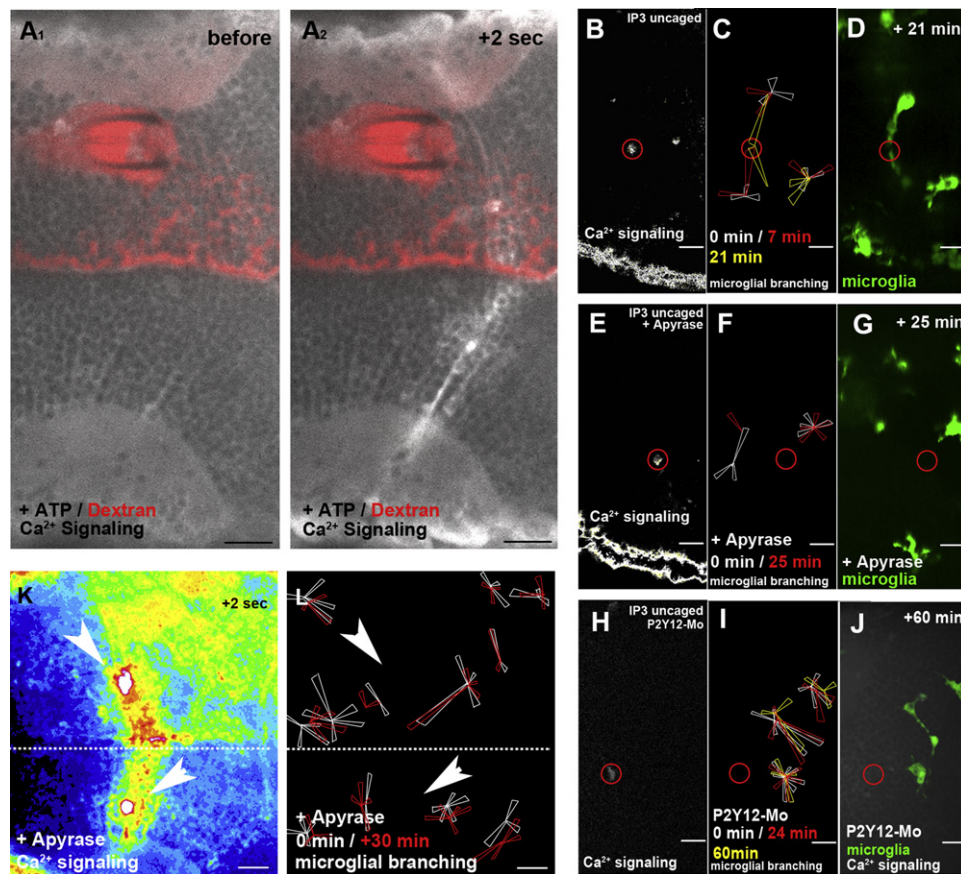 A1
before
+ ATP / Dextran
Ca2+ Signaling
A2
+2 sec
+ ATP / Dextran
Ca2+ Signaling
B
IP3 uncaged
Ca2+ signaling
C
0 min / 7 min
21 min
microglial branching
D
+ 21 min
microglia
E
IP3 uncaged
+ Apyrase
Ca2+ signaling
F
+ Apyrase
0 min / 25 min
microglial branching
G
+ 25 min
+ Apyrase
microglia
K
+2 sec
+ Apyrase
Ca2+ signaling
L
+ Apyrase
0 min / +30 min
microglial branching
H
IP3 uncaged
P2Y12-Mo
Ca2+ signaling
I
P2Y12-Mo
0 min / 24 min
60min
microglial branching
J
+60 min
P2Y12-Mo
microglia
Ca2+ signaling